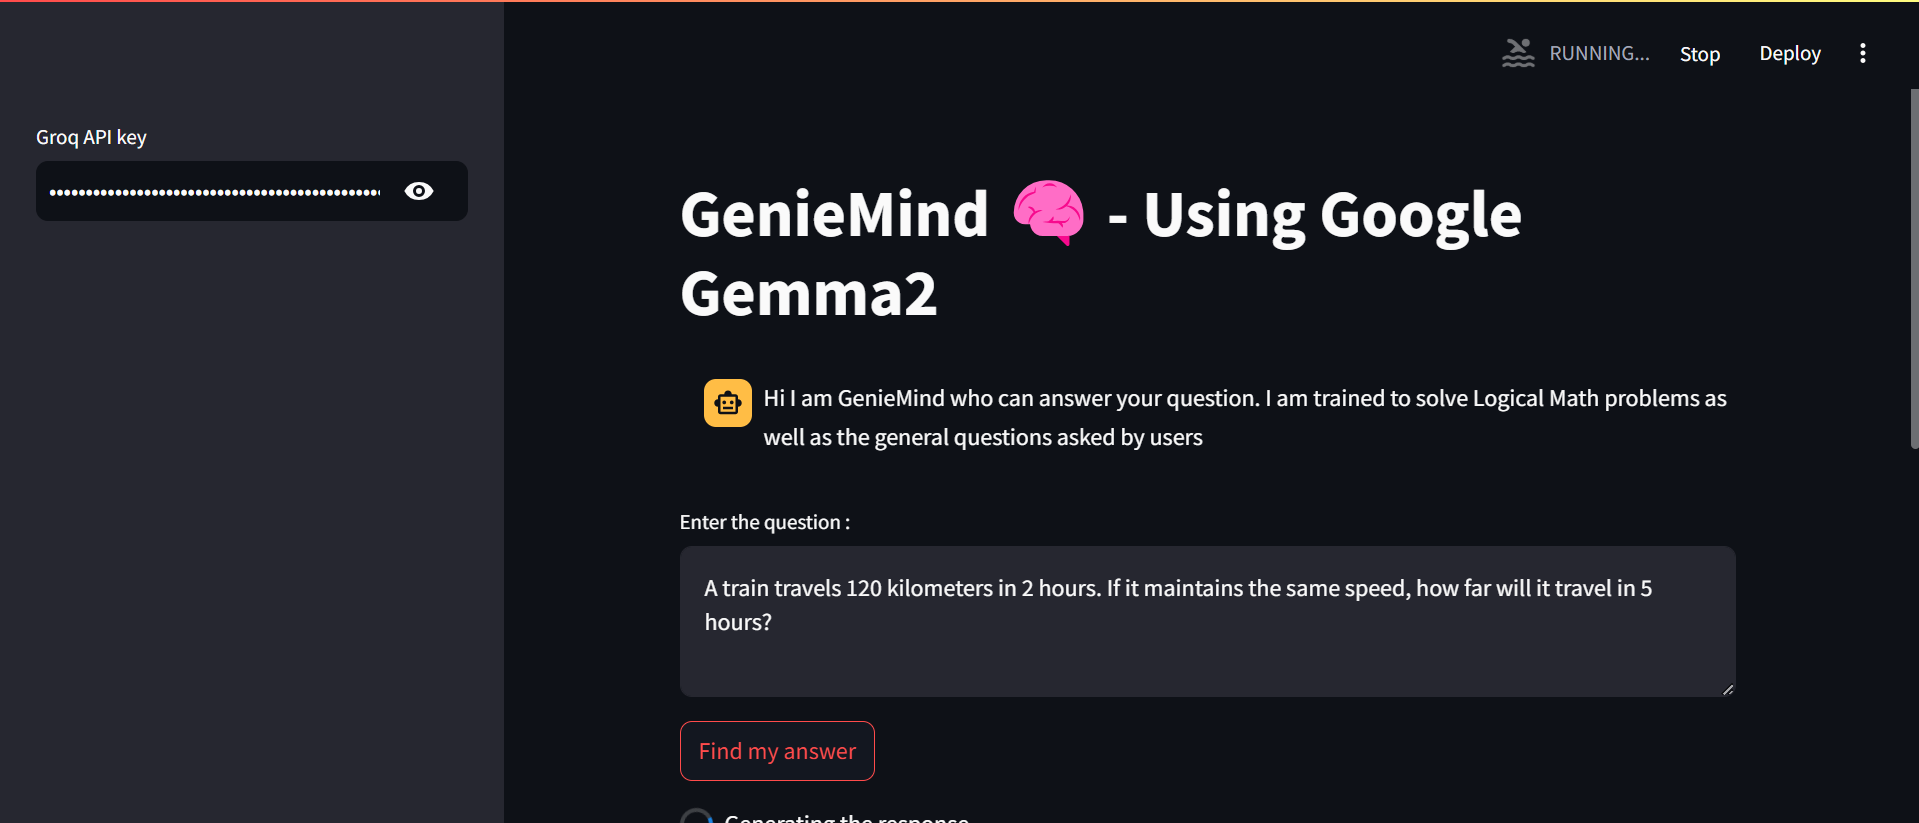 RUNNING...
Stop
Deploy
Groq API key
GenieMind 🧠 - Using Google
Gemma2
Hi I am GenieMind who can answer your question. I am trained to solve Logical Math problems as
well as the general questions asked by users
Enter the question :
A train travels 120 kilometers in 2 hours. If it maintains the same speed, how far will it travel in 5
hours?
Find my answer
Generating the response